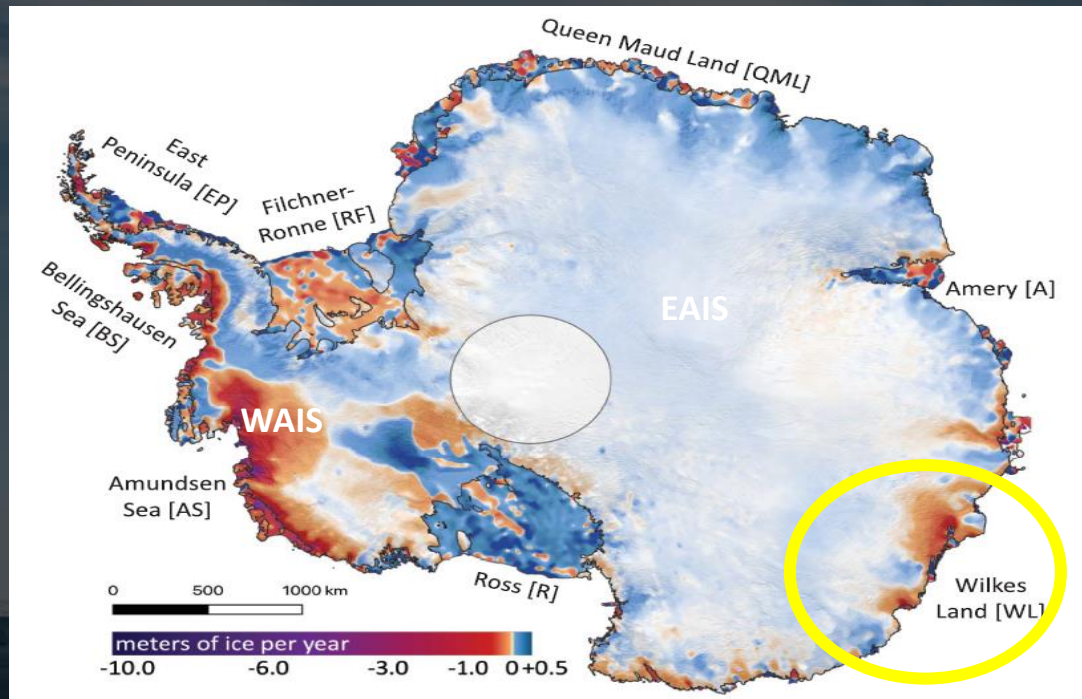 Queen Maud Land [QML]
East
Peninsula [EP]
Filchner-
Ronne [RF]
Bellingshausen
Sea [BS]
Amery [A]
EAIS
WAIS
Amundsen
Sea [AS]
Ross [R]
Wilkes
Land [WL]
0 500 1000 km
meters of ice per year
-10.0 -6.0 -3.0 -1.0 0 +0.5